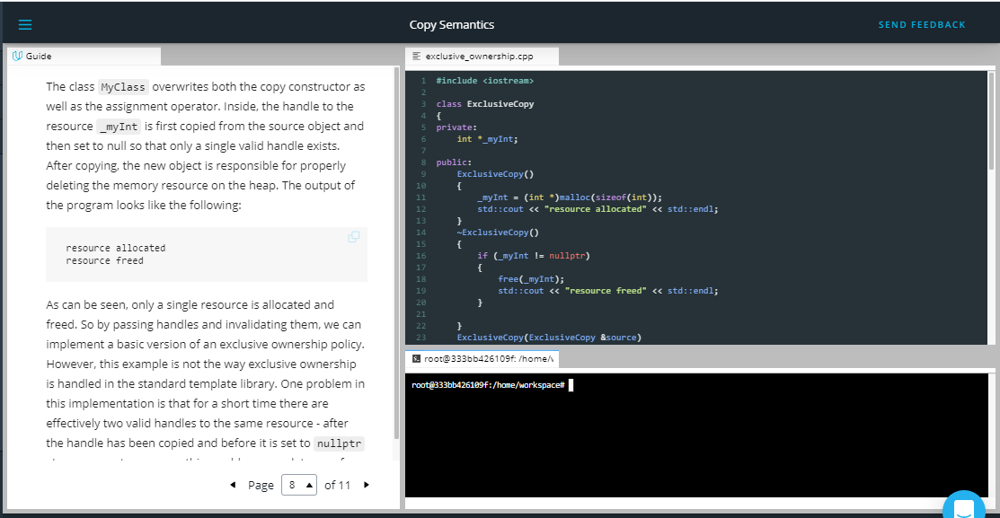 Copy Semantics
SEND FEEDBACK
Guide
The class MyClass overwrites both the copy constructor as
well as the assignment operator. Inside, the handle to the
resource _myInt is first copied from the source object and
then set to null so that only a single valid handle exists.
After copying, the new object is responsible for properly
deleting the memory resource on the heap. The output of
the program looks like the following:
resource allocated
resource freed
As can be seen, only a single resource is allocated and
freed. So by passing handles and invalidating them, we can
implement a basic version of an exclusive ownership policy.
However, this example is not the way exclusive ownership
is handled in the standard template library. One problem in
this implementation is that for a short time there are
effectively two valid handles to the same resource - after
the handle has been copied and before it is set to nullptr
Page 8 of 11
exclusive_ownership.cpp
1 #include <iostream>
2
3 class ExclusiveCopy
4 {
5 private:
6 int *_myInt;
7
8 public:
9 ExclusiveCopy()
10 {
11 _myInt = (int *)malloc(sizeof(int));
12 std::cout << "resource allocated" << std::endl;
13 }
14 ~ExclusiveCopy()
15 {
16 if (_myInt != nullptr)
17 {
18 free(_myInt);
19 std::cout << "resource freed" << std::endl;
20 }
21
22 }
23 ExclusiveCopy(ExclusiveCopy &source)
root@333bb426109f: /home/
root@333bb426109f:/home/workspace#